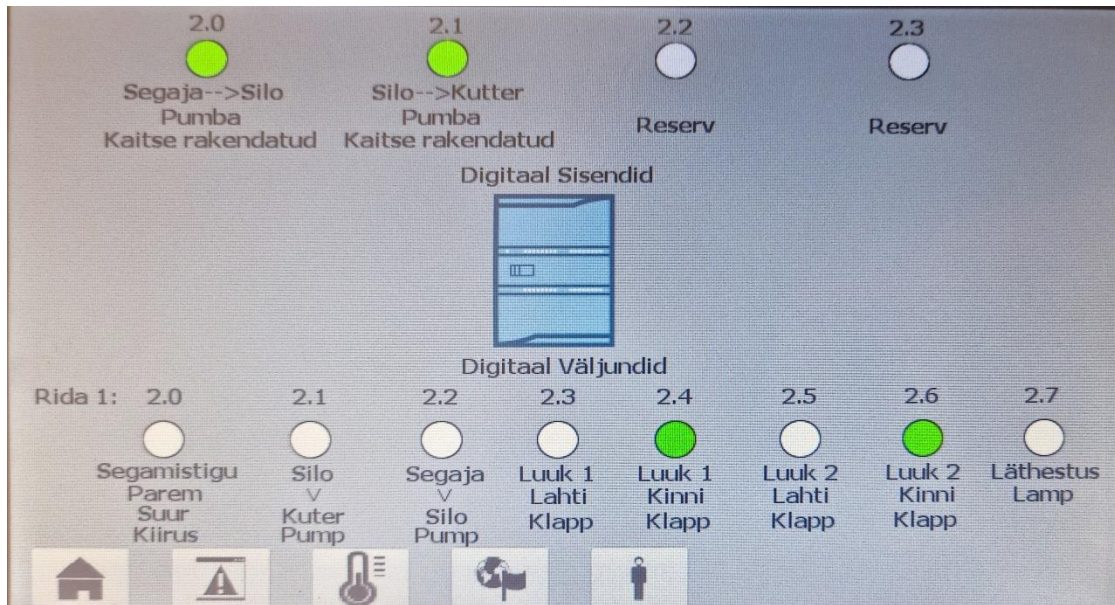 2.0 2.1 2.2 2.3
Segaja-->Silo Silo-->Kutter
Pumba Pumba Reserv Reserv
Kaitse rakendatud Kaitse rakendatud
Digitaal Sisendid
Digitaal Väljundid
Rida 1: 2.0 2.1 2.2 2.3 2.4 2.5 2.6 2.7
Segamistigu Silo Segaja Luuk 1 Luuk 1 Luuk 2 Luuk 2 Läthestus
Parem V V Lahti Kinni Lahti Kinni Lamp
Suur Kuter Silo Klapp Klapp Klapp Klapp
Kiirus Pump Pump